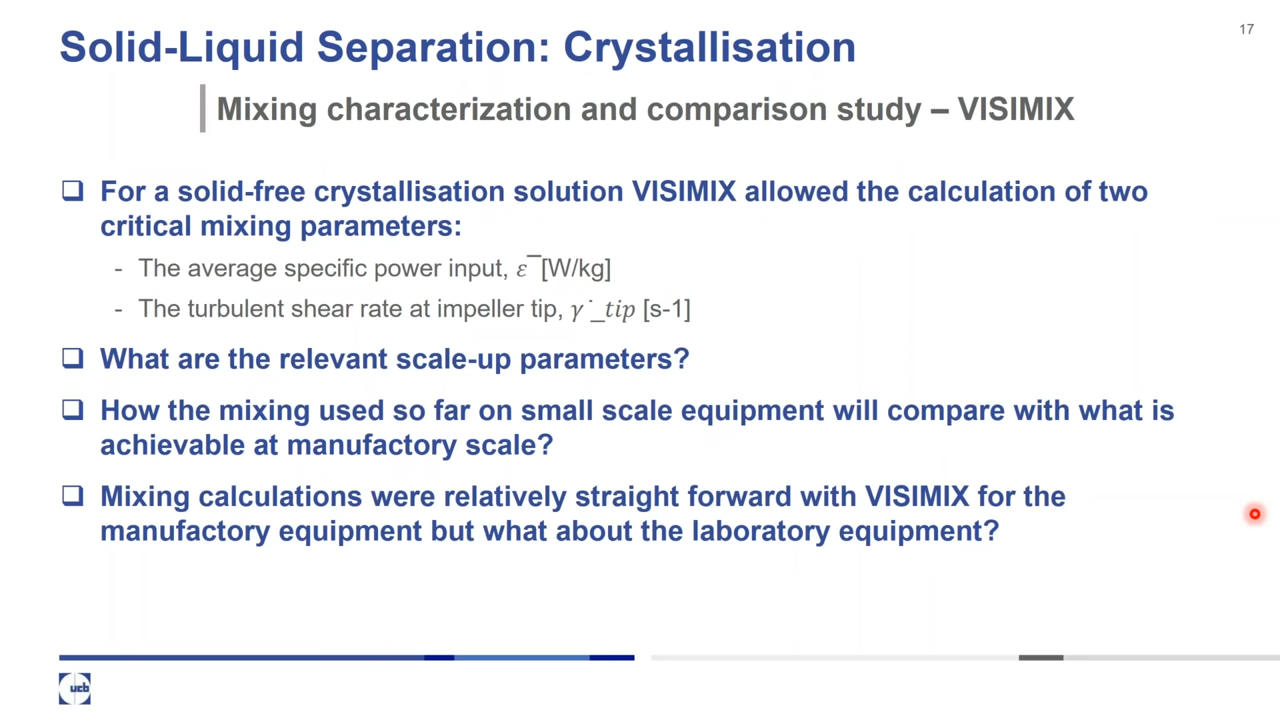 17
Solid-Liquid Separation: Crystallisation
Mixing characterization and comparison study – VISIMIX
❑ For a solid-free crystallisation solution VISIMIX allowed the calculation of two
critical mixing parameters:
- The average specific power input, ε ̅ [W/kg]
- The turbulent shear rate at impeller tip, γ ̇_tip [s-1]
❑ What are the relevant scale-up parameters?
❑ How the mixing used so far on small scale equipment will compare with what is
achievable at manufactory scale?
❑ Mixing calculations were relatively straight forward with VISIMIX for the
manufactory equipment but what about the laboratory equipment?
ucb